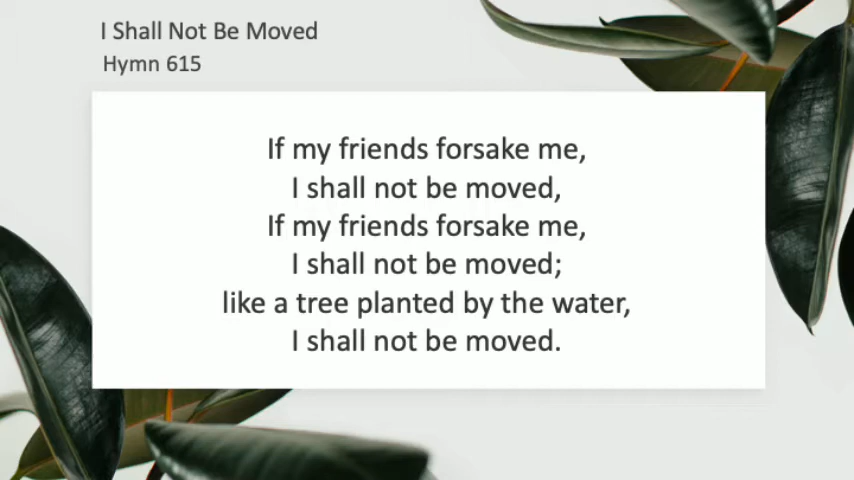 I Shall Not Be Moved
Hymn 615
If my friends forsake me,
I shall not be moved,
If my friends forsake me,
I shall not be moved;
like a tree planted by the water,
I shall not be moved.